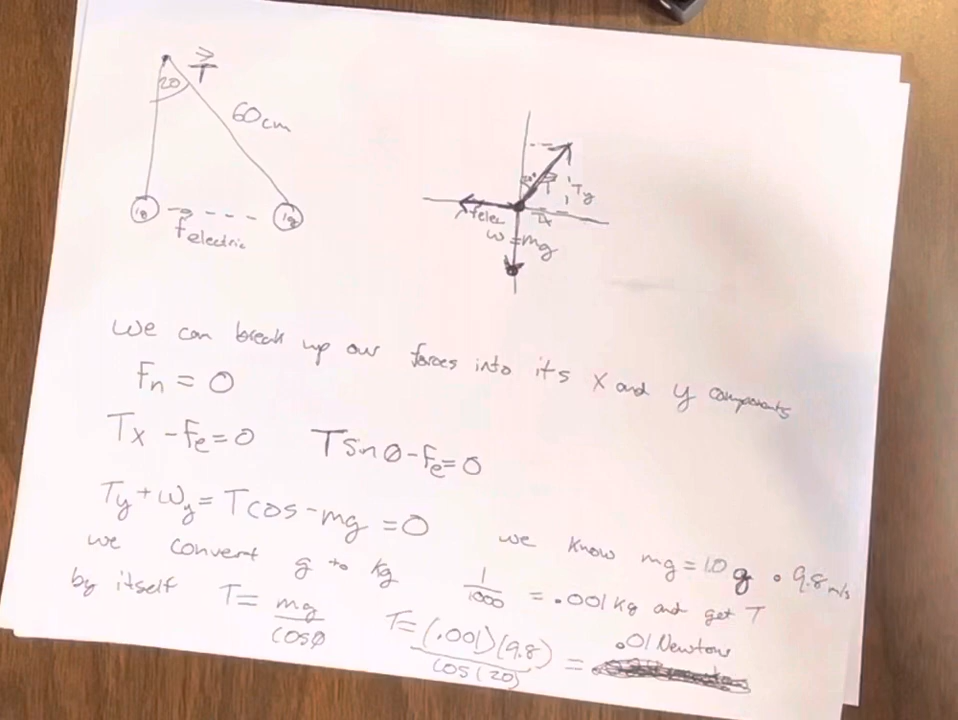 20 T
60cm
1g 1g
felectric
20° T Ty
felec Tx
w = mg
We can break up our forces into its x and y components
Fn = 0
Tx - Fe = 0 T sin Ø - Fe = 0
Ty + Wy = T cos - mg = 0
we know mg = 1.0 g • 9.8 m/s
we convert g to kg 1/1000 = .001 kg and get T
by itself T = mg/cosØ T = (.001)(9.8)/cos(20) = .01 Newtons